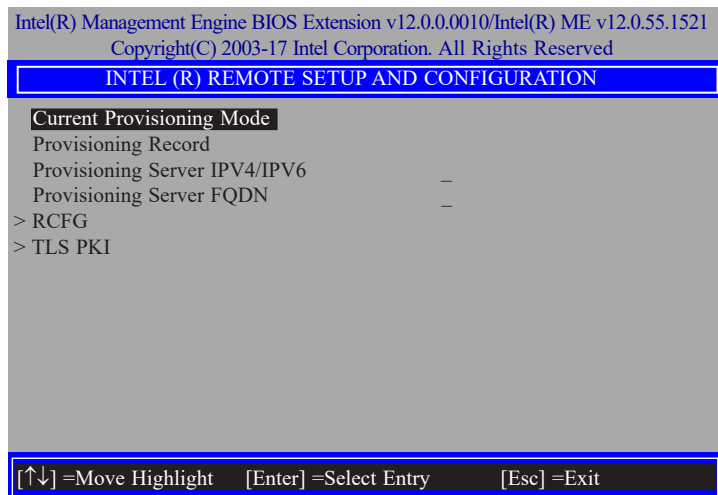 Intel(R) Management Engine BIOS Extension v12.0.0.0010/Intel(R) ME v12.0.55.1521
Copyright(C) 2003-17 Intel Corporation. All Rights Reserved
INTEL (R) REMOTE SETUP AND CONFIGURATION
Current Provisioning Mode
Provisioning Record
Provisioning Server IPV4/IPV6 _
Provisioning Server FQDN _
> RCFG
> TLS PKI
[↑↓] =Move Highlight [Enter] =Select Entry [Esc] =Exit